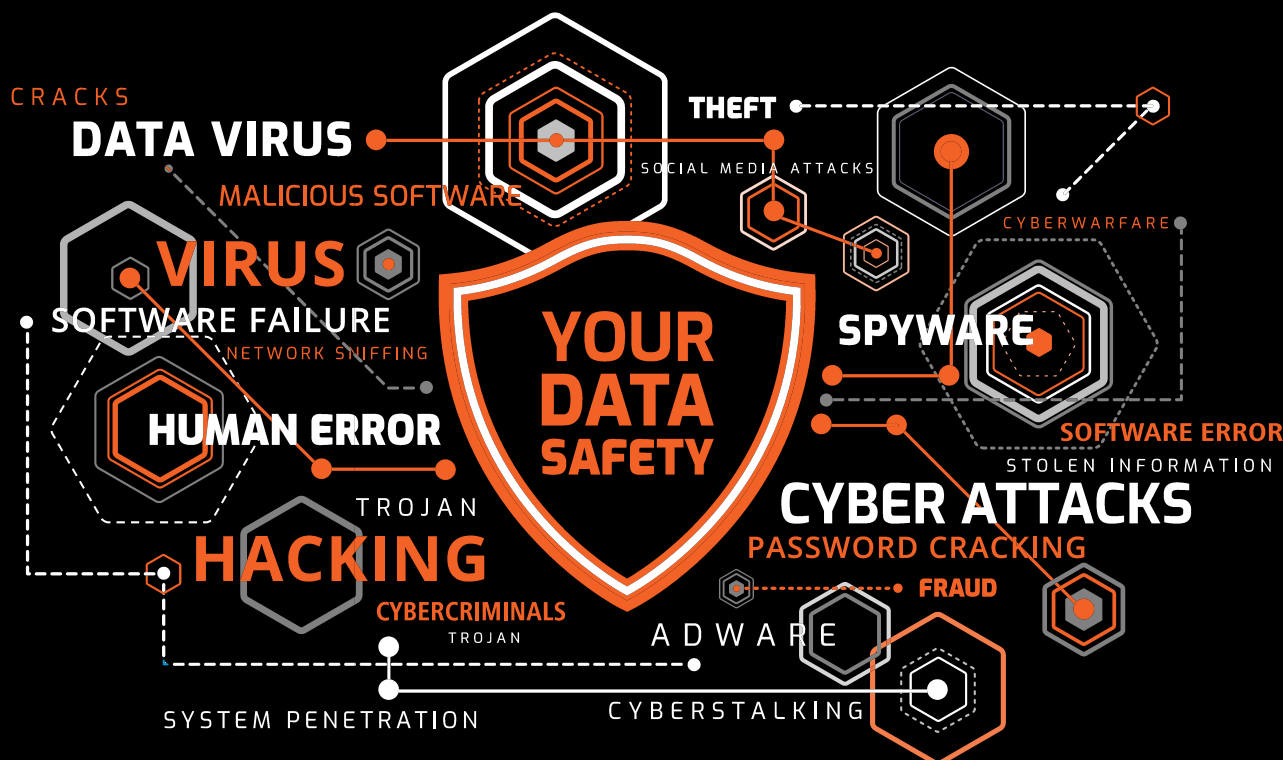 CRACKS
THEFT
DATA VIRUS
SOCIAL MEDIA ATTACKS
MALICIOUS SOFTWARE
CYBERWARFARE
VIRUS
SOFTWARE FAILURE
NETWORK SNIFFING
YOUR
DATA
SAFETY
SPYWARE
HUMAN ERROR
SOFTWARE ERROR
STOLEN INFORMATION
TROJAN
CYBER ATTACKS
HACKING
PASSWORD CRACKING
FRAUD
CYBERCRIMINALS
TROJAN
ADWARE
SYSTEM PENETRATION
CYBERSTALKING